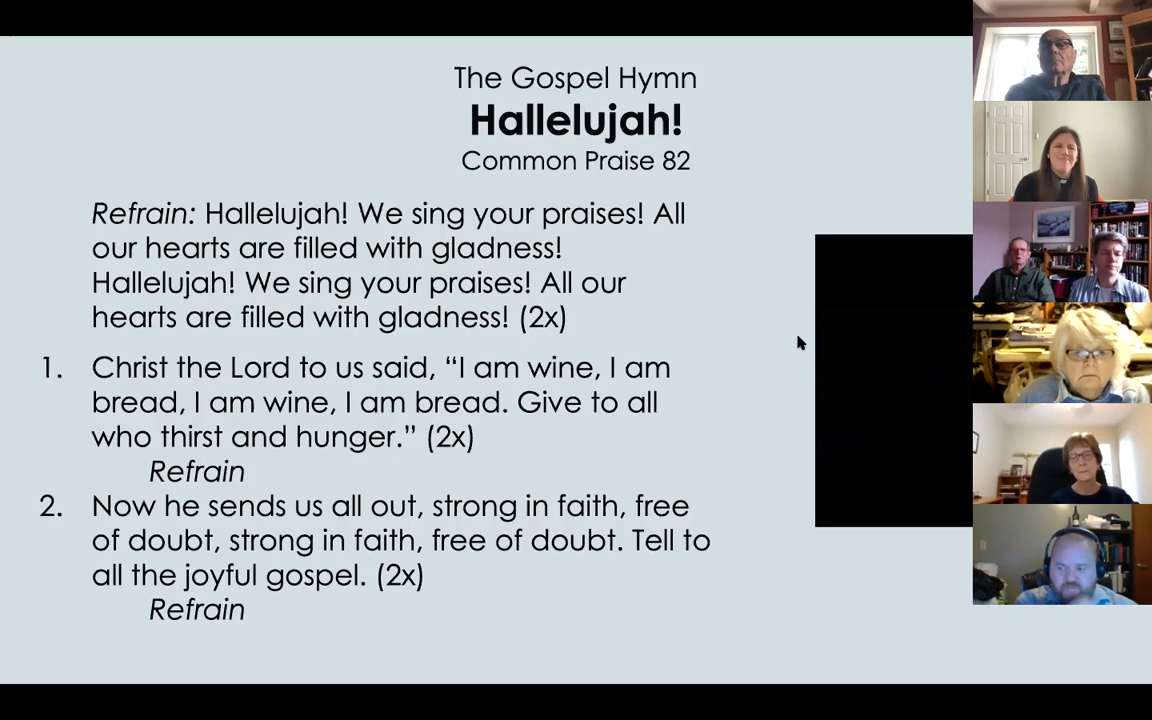 The Gospel Hymn
Hallelujah!
Common Praise 82
Refrain: Hallelujah! We sing your praises! All
our hearts are filled with gladness!
Hallelujah! We sing your praises! All our
hearts are filled with gladness! (2x)
1. Christ the Lord to us said, “I am wine, I am
bread, I am wine, I am bread. Give to all
who thirst and hunger.” (2x)
Refrain
2. Now he sends us all out, strong in faith, free
of doubt, strong in faith, free of doubt. Tell to
all the joyful gospel. (2x)
Refrain